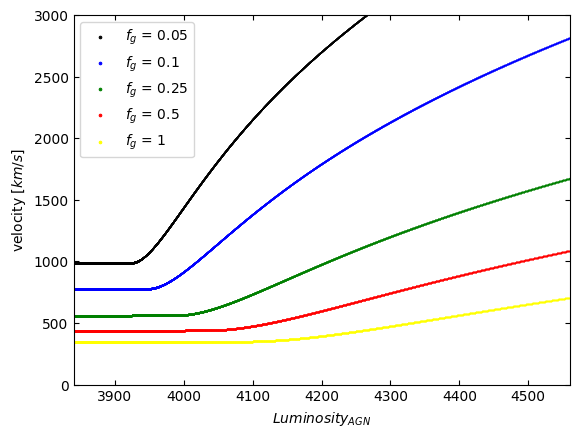 3000
2500
2000
1500
1000
500
0
velocity [km/s]
f_g = 0.05
f_g = 0.1
f_g = 0.25
f_g = 0.5
f_g = 1
3900 4000 4100 4200 4300 4400 4500
Luminosity_AGN